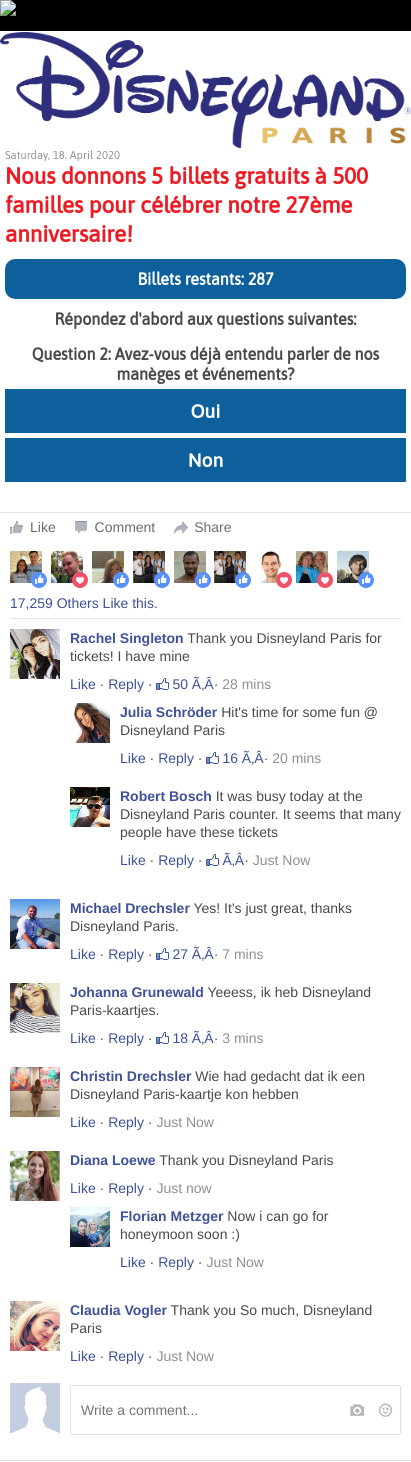 Disneyland®
PARIS
Saturday, 18. April 2020
Nous donnons 5 billets gratuits à 500
familles pour célébrer notre 27ème
anniversaire!
Billets restants: 287
Répondez d'abord aux questions suivantes:
Question 2: Avez-vous déjà entendu parler de nos
manèges et événements?
Oui
Non
Like Comment Share
17,259 Others Like this.
Rachel Singleton Thank you Disney Paris for
tickets! I have mine
Like · Reply · 50 Ã‚Â· 28 mins
Julia Schröder Hit's time for some fun @
Disneyland Paris
Like · Reply · 16 Ã‚Â· 20 mins
Robert Bosch It was busy today at the
Disneyland Paris counter. It seems that many
people have these tickets
Like · Reply · Ã‚Â· Just Now
Michael Drechsler Yes! It's just great, thanks
Disneyland Paris.
Like · Reply · 27 Ã‚Â· 7 mins
Johanna Grunewald Yeeess, ik heb Disneyland
Paris-kaartjes.
Like · Reply · 18 Ã‚Â· 3 mins
Christin Drechsler Wie had gedacht dat ik een
Disneyland Paris-kaartje kon hebben
Like · Reply · Just Now
Diana Loewe Thank you Disneyland Paris
Like · Reply · Just now
Florian Metzger Now i can go for
honeymoon soon :)
Like · Reply · Just Now
Claudia Vogler Thank you So much, Disneyland
Paris
Like · Reply · Just Now
Write a comment...